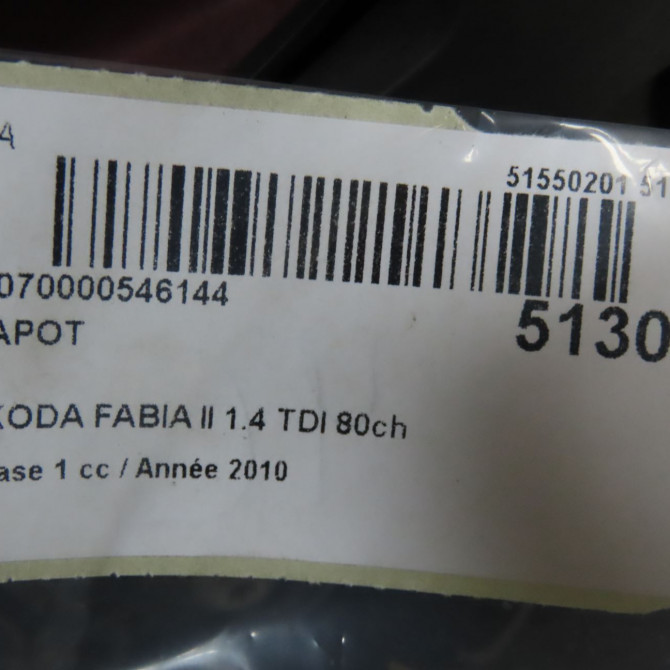 4
51550201 51
070000546144
APOT
5130
KODA FABIA II 1.4 TDI 80ch
ase 1 cc / Année 2010